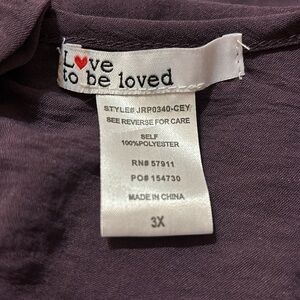 L♥ve
to be loved
STYLE# JRP0340-CEY
SEE REVERSE FOR CARE
SELF
100%POLYESTER
RN# 57911
PO# 154730
MADE IN CHINA
3X